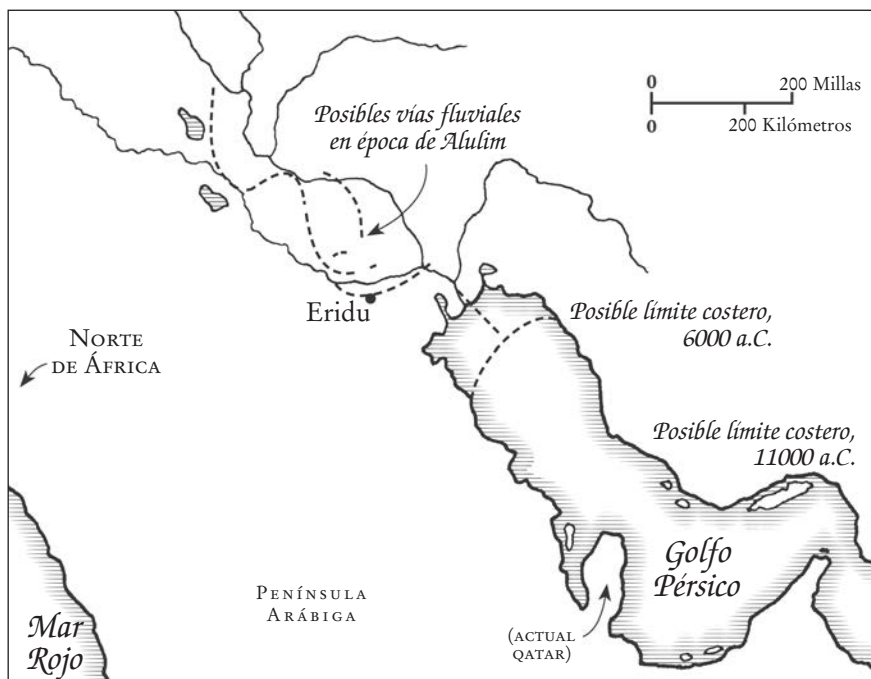 0
200 Millas
0
200 Kilómetros
Posibles vías fluviales
en época de Alulim
Eridu
Posible límite costero,
6000 a.C.
NORTE
DE ÁFRICA
Posible límite costero,
11000 a.C.
Golfo
Pérsico
PENÍNSULA
ARÁBIGA
(ACTUAL
QATAR)
Mar
Rojo